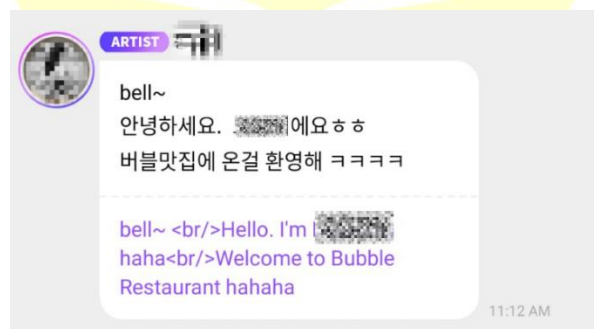 ARTIST
bell~
안녕하세요. 에요ㅎㅎ
버블맛집에 온걸 환영해 ㅋㅋㅋㅋ
bell~ <br/>Hello. I'm
haha<br/>Welcome to Bubble
Restaurant hahaha
11:12 AM